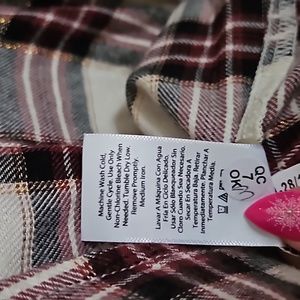 Machine Wash Cold,
Gentle Cycle. Use Only
Non-Chlorine Bleach When
Needed. Tumble Dry Low.
Remove Promptly.
Medium Iron.
Lavar A Máquina Con Agua
Fría En Ciclo Delicado.
Usar Sólo Blanqueador Sin
Cloro Cuando Sea Necesario.
Secar En Secadora A
Temperatura Baja. Retirar
Inmediatamente. Planchar A
Temperatura Media.
QC
7
OK